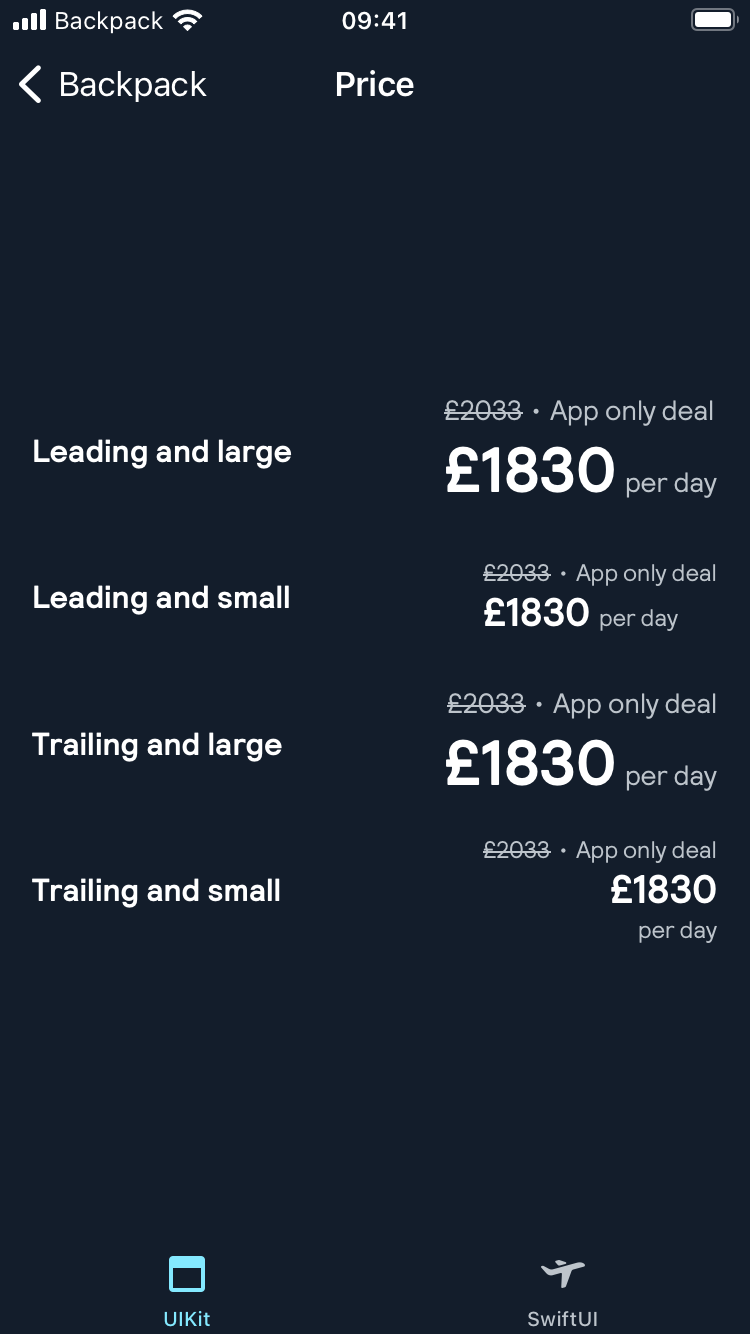 Backpack 09:41
Backpack Price
£2033 • App only deal
Leading and large
£1830 per day
£2033 • App only deal
Leading and small
£1830 per day
£2033 • App only deal
Trailing and large
£1830 per day
£2033 • App only deal
Trailing and small
£1830
per day
UIKit SwiftUI